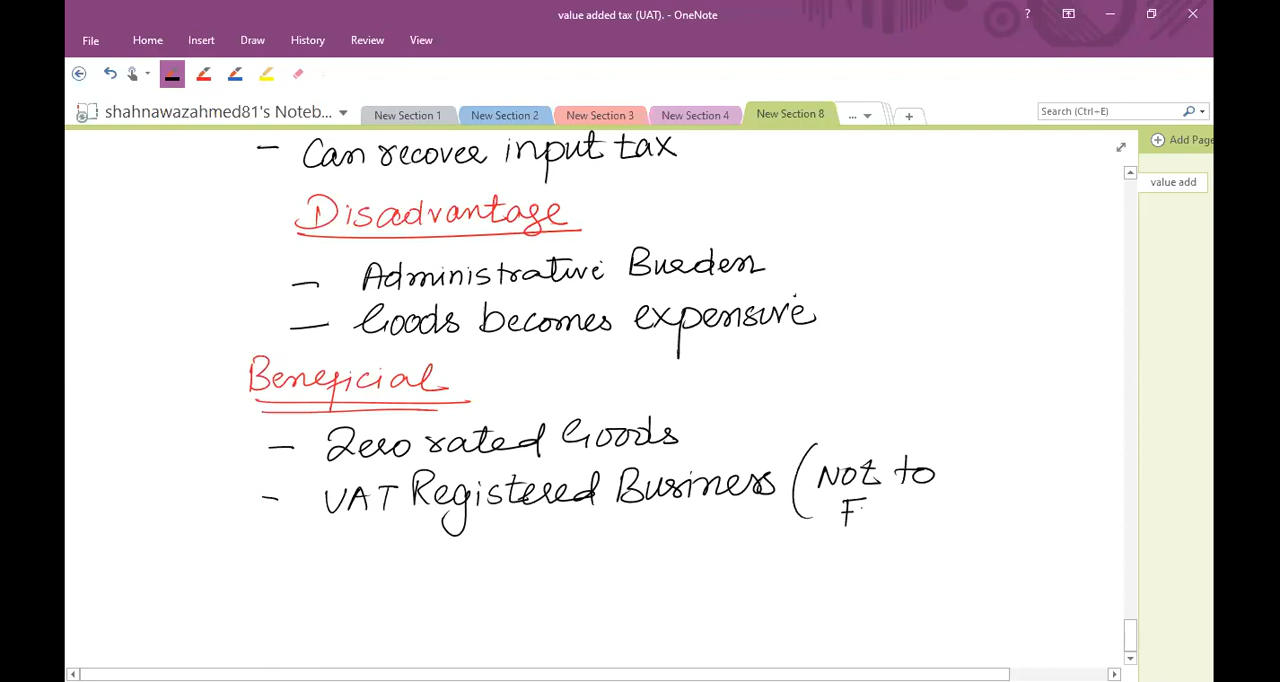 value added tax (UAT). - OneNote
?
File Home Insert Draw History Review View
shahnawazahmed81's Noteb... New Section 1 New Section 2 New Section 3 New Section 4 New Section 8 ... + Search (Ctrl+E)
Add Page
value add
- Can recover input tax
Disadvantage
- Administrative Burden
- Goods becomes expensive
Beneficial
- Zero rated Goods
- VAT Registered Business (Not to
F